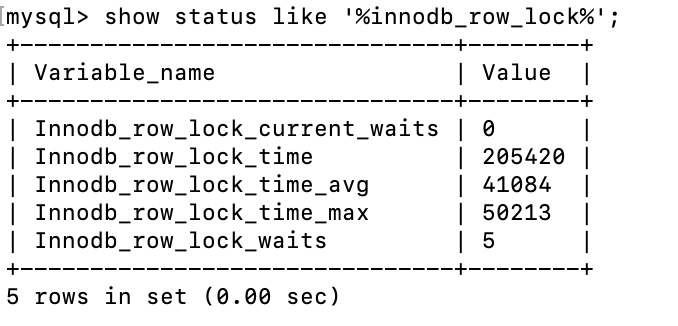 [mysql> show status like '%innodb_row_lock%';
+-------------------------------+--------+
| Variable_name                 | Value  |
+-------------------------------+--------+
| Innodb_row_lock_current_waits | 0      |
| Innodb_row_lock_time          | 205420 |
| Innodb_row_lock_time_avg      | 41084  |
| Innodb_row_lock_time_max      | 50213  |
| Innodb_row_lock_waits         | 5      |
+-------------------------------+--------+
5 rows in set (0.00 sec)